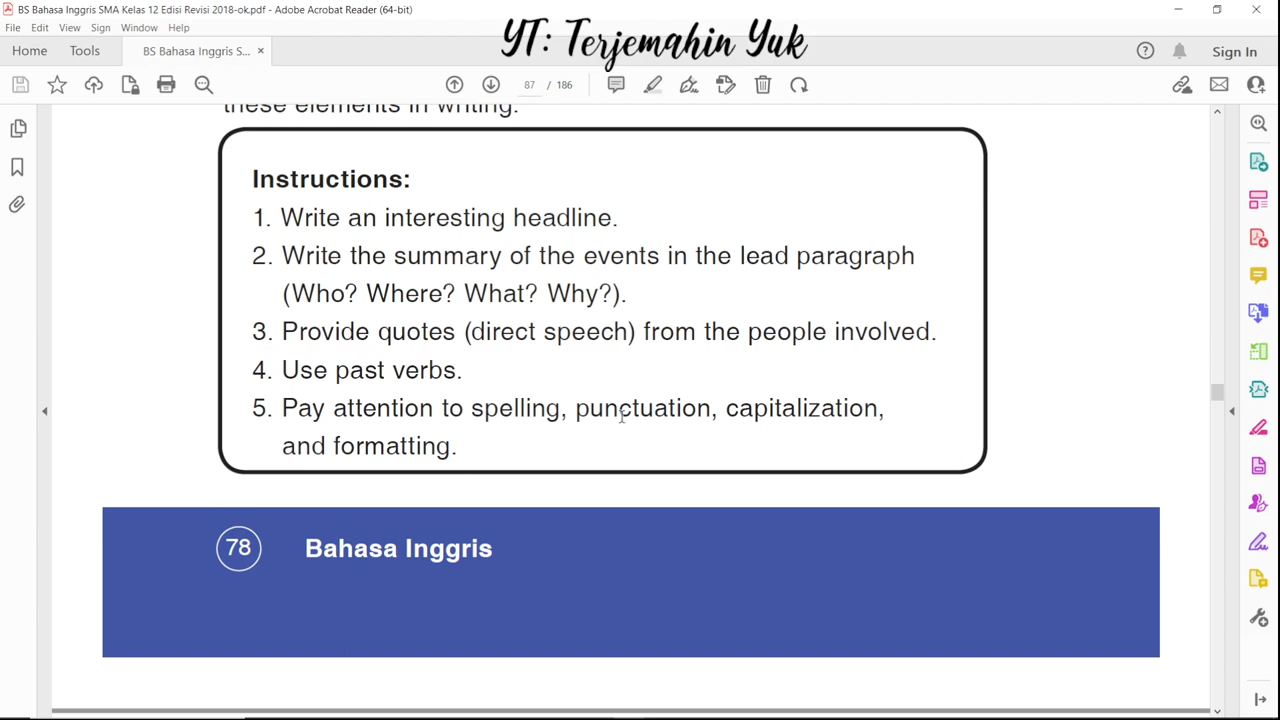 BS Bahasa Inggris SMA Kelas 12 Edisi Revisi 2018-ok.pdf - Adobe Acrobat Reader (64-bit)
YT: Terjemahin Yuk
File Edit View Sign Window Help
Home Tools BS Bahasa Inggris S... × Sign In
87 / 186
these elements in writing.
Instructions:
1. Write an interesting headline.
2. Write the summary of the events in the lead paragraph
(Who? Where? What? Why?).
3. Provide quotes (direct speech) from the people involved.
4. Use past verbs.
5. Pay attention to spelling, punctuation, capitalization,
and formatting.
78 Bahasa Inggris